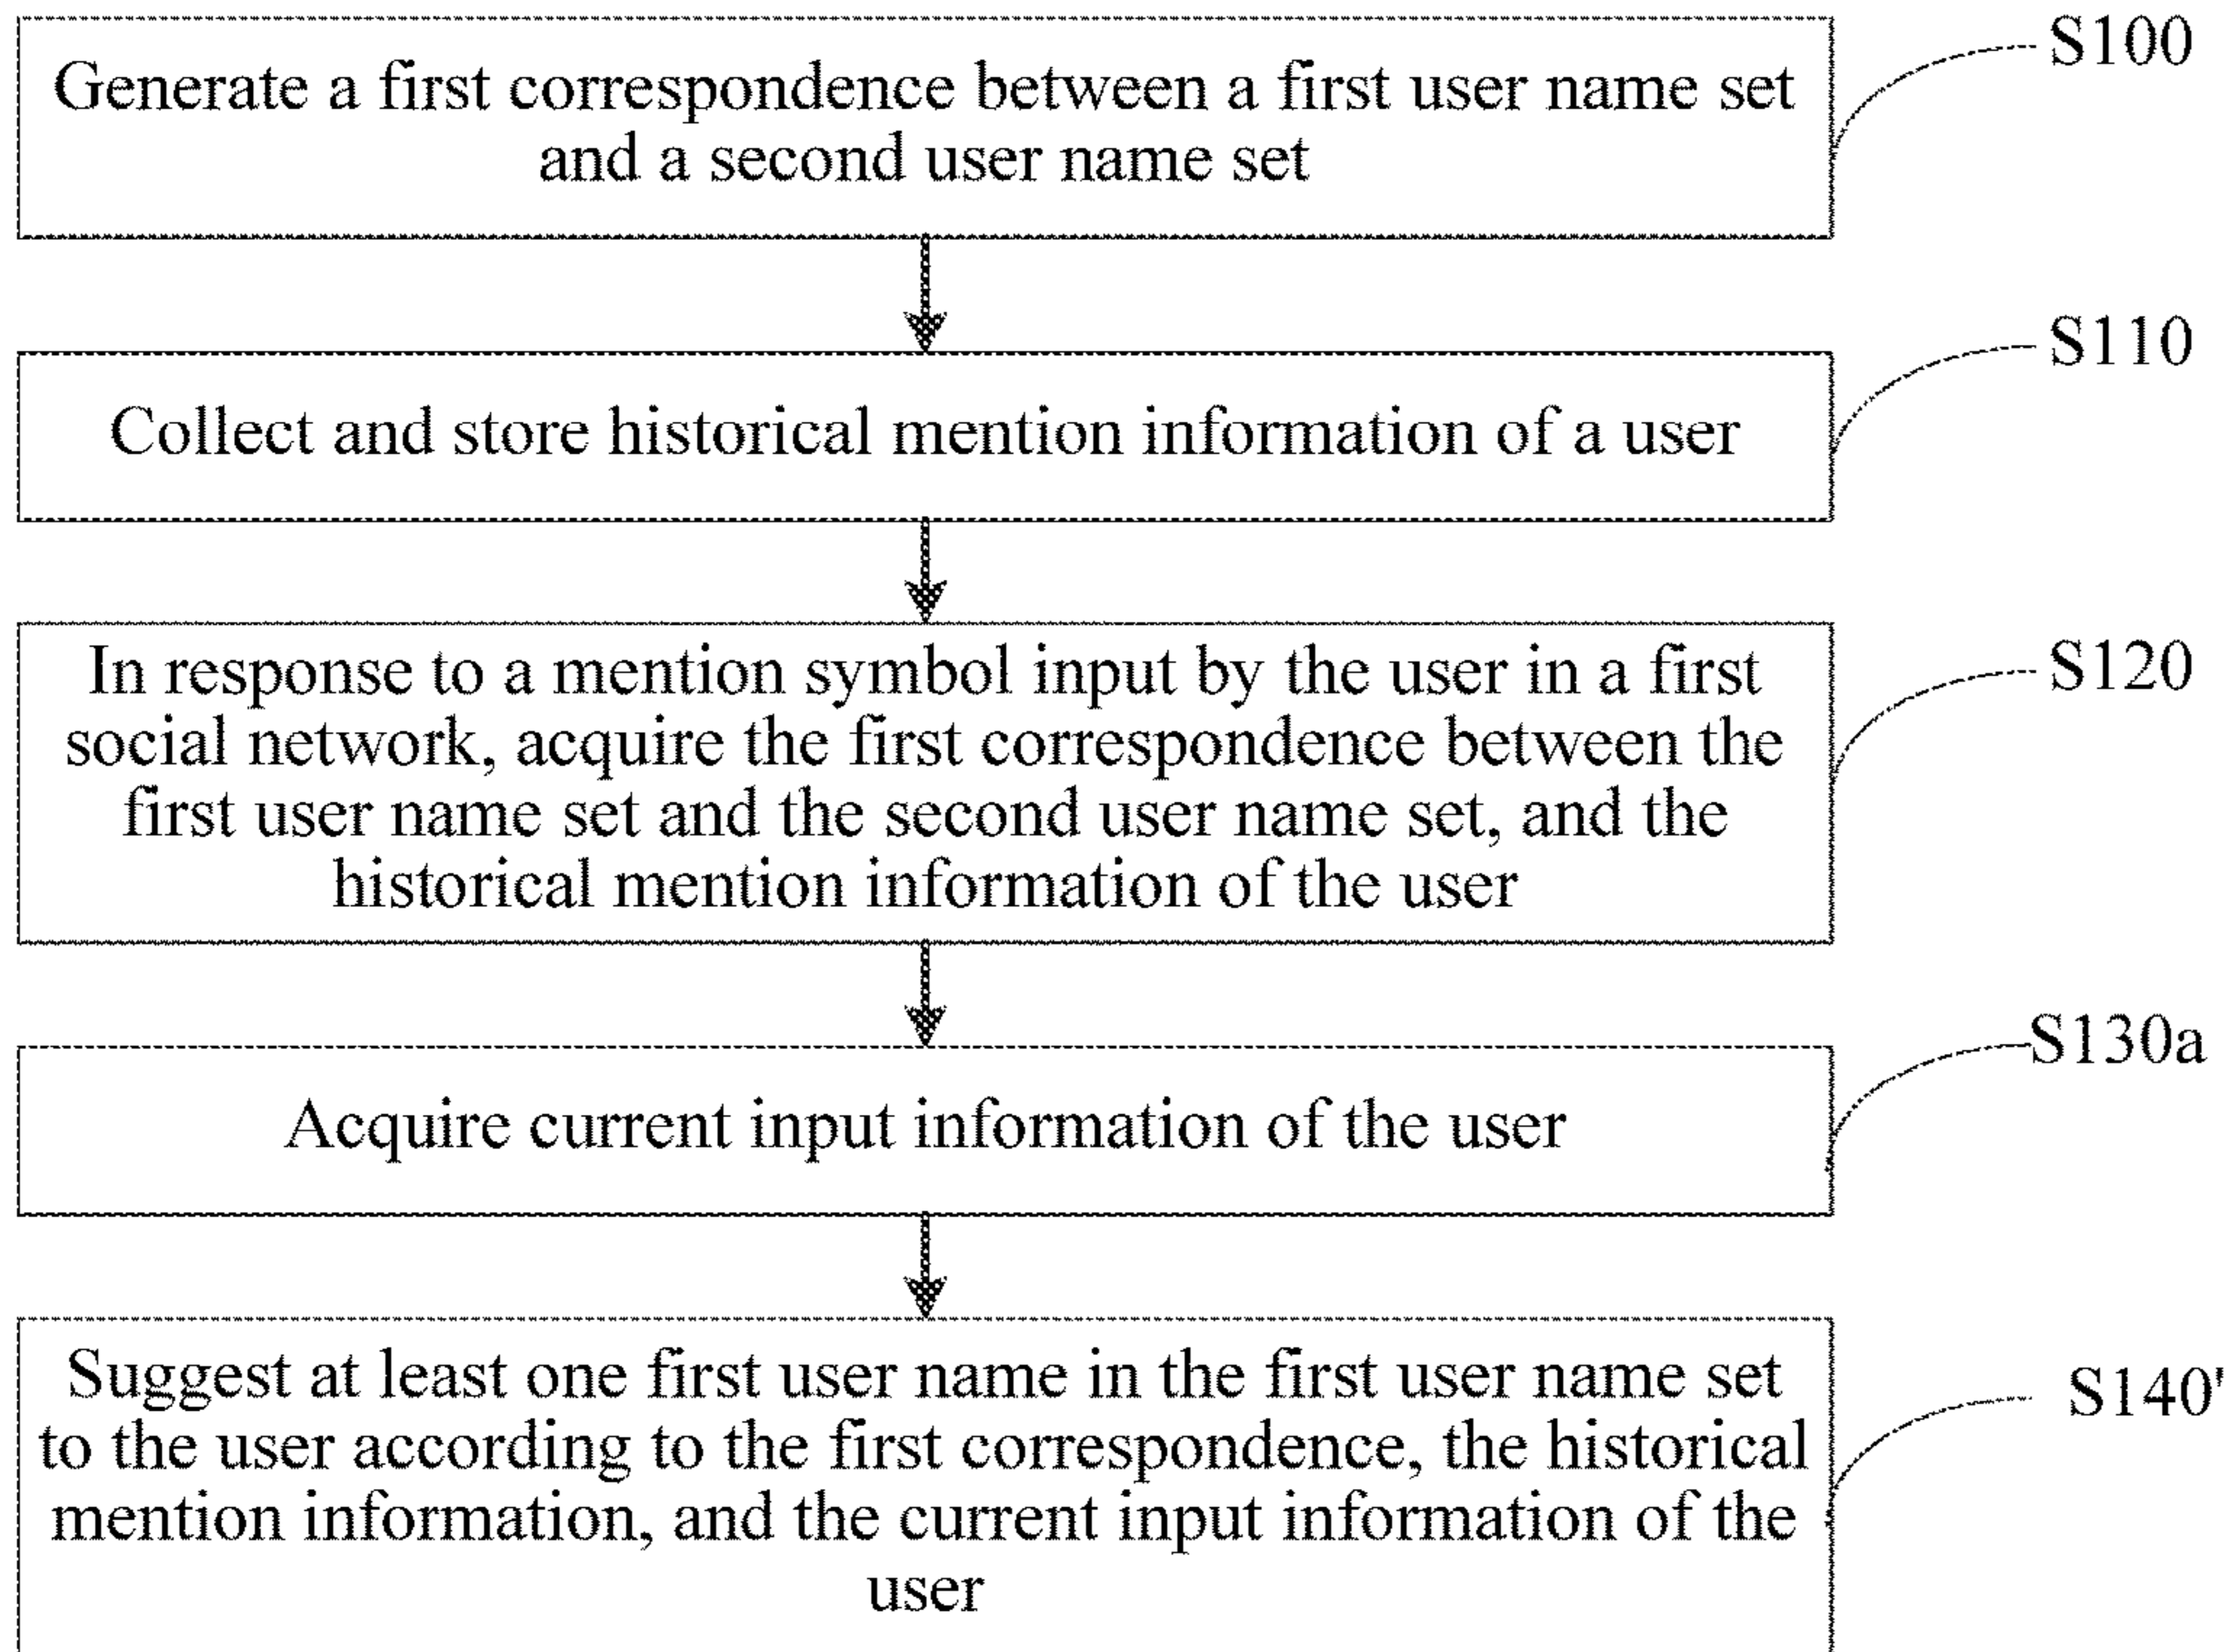 Generate a first correspondence between a first user name set
and a second user name set
S100
Collect and store historical mention information of a user
S110
In response to a mention symbol input by the user in a first
social network, acquire the first correspondence between the
first user name set and the second user name set, and the
historical mention information of the user
S120
Acquire current input information of the user
S130a
Suggest at least one first user name in the first user name set
to the user according to the first correspondence, the historical
mention information, and the current input information of the
user
S140'